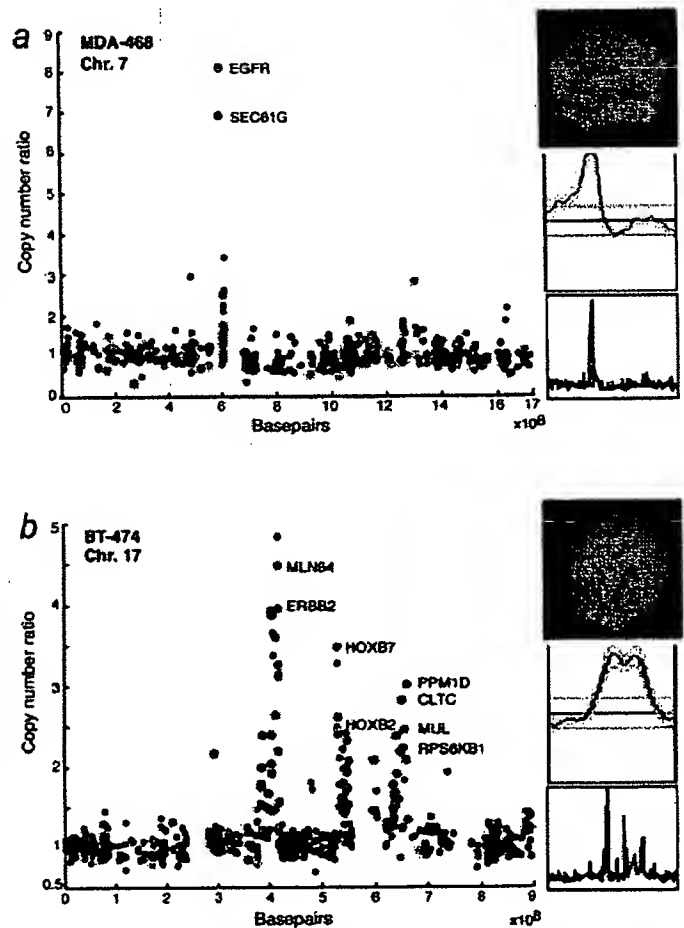 a
MDA-468
Chr. 7
9
8
7
6
5
4
3
2
1
0
Copy number ratio
EGFR
SEC61G
0 2 4 6 8 10 12 14 16 17
Basepairs
×10⁸
b
BT-474
Chr. 17
5
4
3
2
1
0.5
Copy number ratio
MLN64
ERBB2
HOXB7
HOXB2
PPM1D
CLTC
MUL
RPS6KB1
0 1 2 3 4 5 6 7 8 9
Basepairs
×10⁸